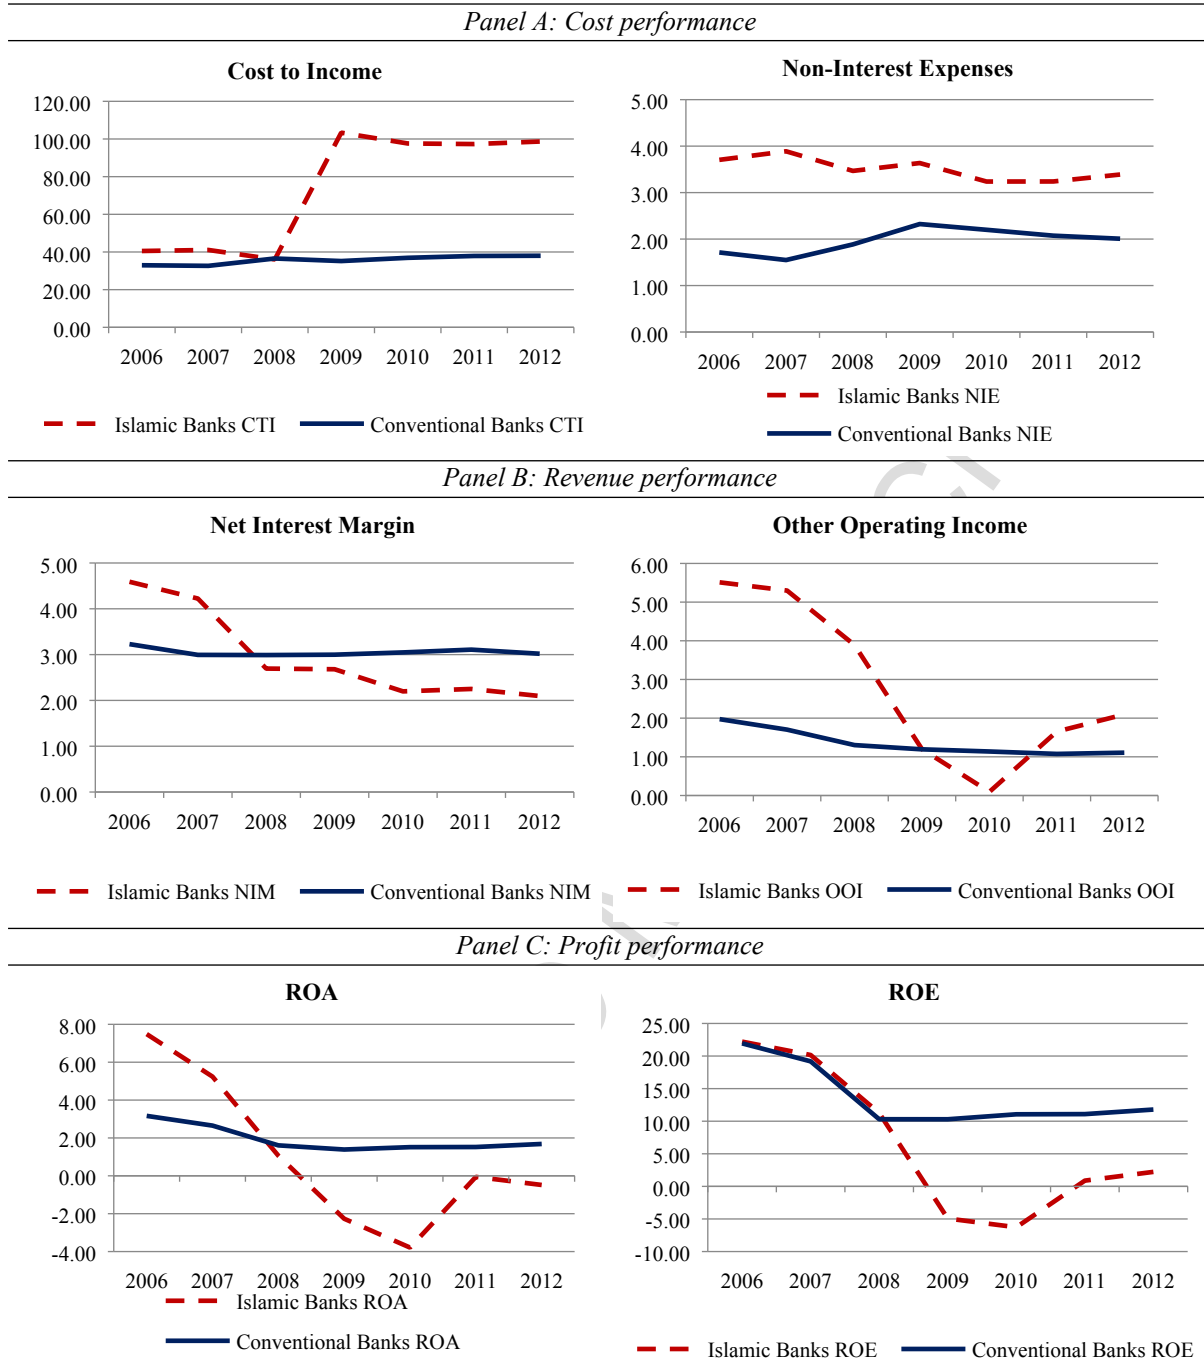 Panel A: Cost performance
Cost to Income
120.00
100.00
80.00
60.00
40.00
20.00
0.00
2006 2007 2008 2009 2010 2011 2012
Islamic Banks CTI Conventional Banks CTI
Non-Interest Expenses
5.00
4.00
3.00
2.00
1.00
0.00
2006 2007 2008 2009 2010 2011 2012
Islamic Banks NIE
Conventional Banks NIE
Panel B: Revenue performance
Net Interest Margin
5.00
4.00
3.00
2.00
1.00
0.00
2006 2007 2008 2009 2010 2011 2012
Islamic Banks NIM Conventional Banks NIM
Other Operating Income
6.00
5.00
4.00
3.00
2.00
1.00
0.00
2006 2007 2008 2009 2010 2011 2012
Islamic Banks OOI Conventional Banks OOI
Panel C: Profit performance
ROA
8.00
6.00
4.00
2.00
0.00
-2.00
-4.00
2006 2007 2008 2009 2010 2011 2012
Islamic Banks ROA
Conventional Banks ROA
ROE
25.00
20.00
15.00
10.00
5.00
0.00
-5.00
-10.00
2006 2007 2008 2009 2010 2011 2012
Islamic Banks ROE Conventional Banks ROE